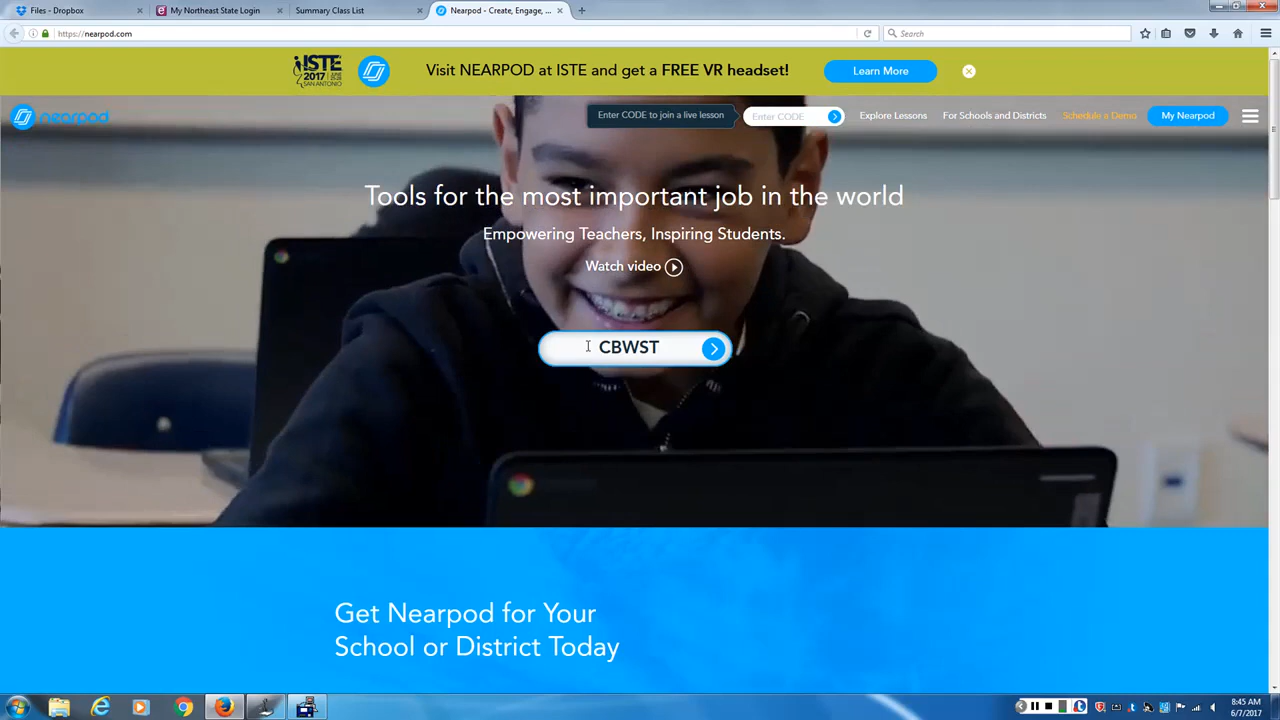 Files - Dropbox
My Northeast State Login
Summary Class List
Nearpod - Create, Engage, ...
https://nearpod.com
Search
ISTE
2017
SAN ANTONIO
Visit NEARPOD at ISTE and get a FREE VR headset!
Learn More
nearpod
Enter CODE to join a live lesson
Enter CODE
Explore Lessons
For Schools and Districts
Schedule a Demo
My Nearpod
Tools for the most important job in the world
Empowering Teachers, Inspiring Students.
Watch video
CBWST
Get Nearpod for Your
School or District Today
8:45 AM
6/7/2017